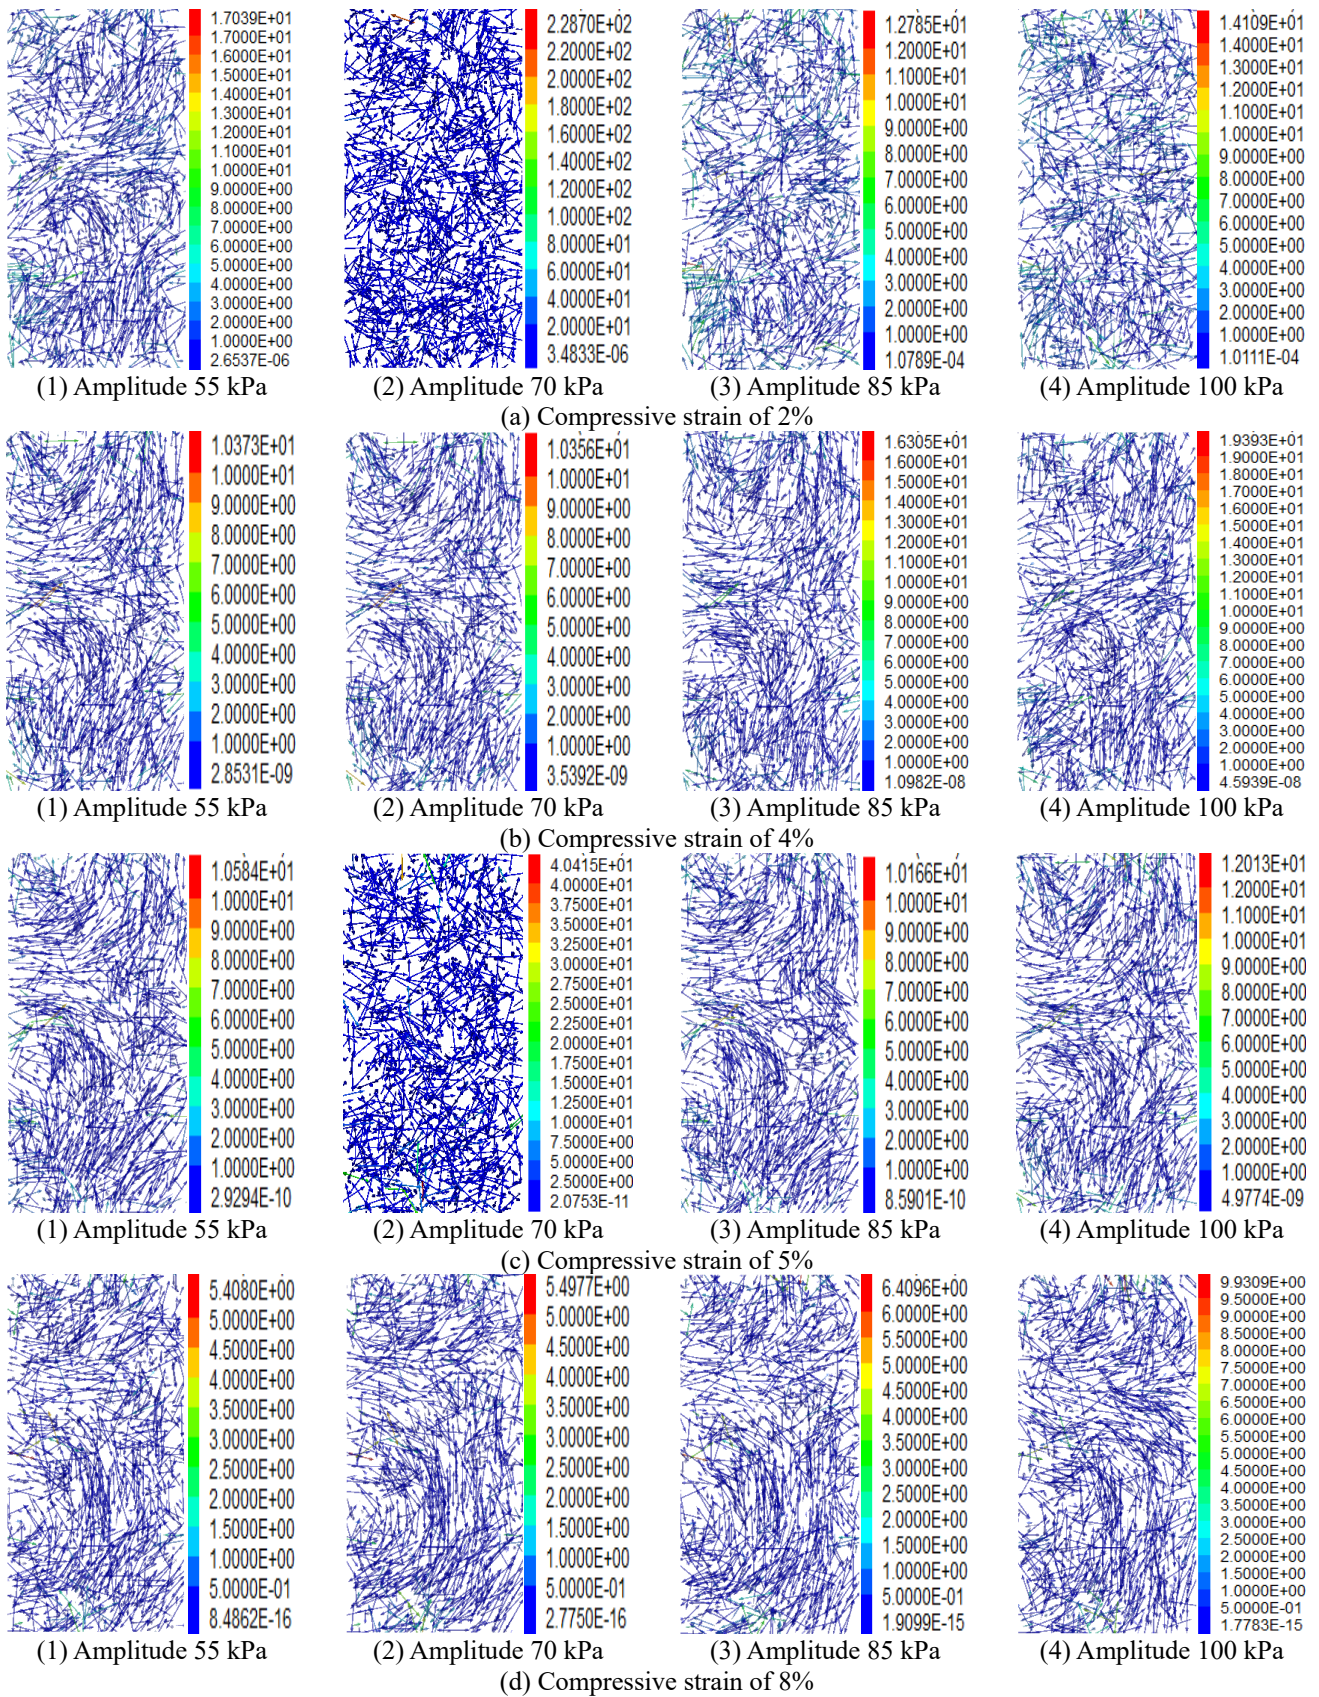 1.7039E+01
1.7000E+01
1.6000E+01
1.5000E+01
1.4000E+01
1.3000E+01
1.2000E+01
1.1000E+01
1.0000E+01
9.0000E+00
8.0000E+00
7.0000E+00
6.0000E+00
5.0000E+00
4.0000E+00
3.0000E+00
2.0000E+00
1.0000E+00
2.6537E-06
(1) Amplitude 55 kPa
2.2870E+02
2.2000E+02
2.0000E+02
1.8000E+02
1.6000E+02
1.4000E+02
1.2000E+02
1.0000E+02
8.0000E+01
6.0000E+01
4.0000E+01
2.0000E+01
3.4833E-06
(2) Amplitude 70 kPa
1.2785E+01
1.2000E+01
1.1000E+01
1.0000E+01
9.0000E+00
8.0000E+00
7.0000E+00
6.0000E+00
5.0000E+00
4.0000E+00
3.0000E+00
2.0000E+00
1.0000E+00
1.0789E-04
(3) Amplitude 85 kPa
1.4109E+01
1.4000E+01
1.3000E+01
1.2000E+01
1.1000E+01
1.0000E+01
9.0000E+00
8.0000E+00
7.0000E+00
6.0000E+00
5.0000E+00
4.0000E+00
3.0000E+00
2.0000E+00
1.0000E+00
1.0111E-04
(4) Amplitude 100 kPa
(a) Compressive strain of 2%
1.0373E+01
1.0000E+01
9.0000E+00
8.0000E+00
7.0000E+00
6.0000E+00
5.0000E+00
4.0000E+00
3.0000E+00
2.0000E+00
1.0000E+00
2.8531E-09
(1) Amplitude 55 kPa
1.0356E+01
1.0000E+01
9.0000E+00
8.0000E+00
7.0000E+00
6.0000E+00
5.0000E+00
4.0000E+00
3.0000E+00
2.0000E+00
1.0000E+00
3.5392E-09
(2) Amplitude 70 kPa
1.6305E+01
1.6000E+01
1.5000E+01
1.4000E+01
1.3000E+01
1.2000E+01
1.1000E+01
1.0000E+01
9.0000E+00
8.0000E+00
7.0000E+00
6.0000E+00
5.0000E+00
4.0000E+00
3.0000E+00
2.0000E+00
1.0000E+00
1.0982E-08
(3) Amplitude 85 kPa
1.9393E+01
1.9000E+01
1.8000E+01
1.7000E+01
1.6000E+01
1.5000E+01
1.4000E+01
1.3000E+01
1.2000E+01
1.1000E+01
1.0000E+01
9.0000E+00
8.0000E+00
7.0000E+00
6.0000E+00
5.0000E+00
4.0000E+00
3.0000E+00
2.0000E+00
1.0000E+00
4.5939E-08
(4) Amplitude 100 kPa
(b) Compressive strain of 4%
1.0584E+01
1.0000E+01
9.0000E+00
8.0000E+00
7.0000E+00
6.0000E+00
5.0000E+00
4.0000E+00
3.0000E+00
2.0000E+00
1.0000E+00
2.9294E-10
(1) Amplitude 55 kPa
4.0415E+01
4.0000E+01
3.7500E+01
3.5000E+01
3.2500E+01
3.0000E+01
2.7500E+01
2.5000E+01
2.2500E+01
2.0000E+01
1.7500E+01
1.5000E+01
1.2500E+01
1.0000E+01
7.5000E+00
5.0000E+00
2.5000E+00
2.0753E-11
(2) Amplitude 70 kPa
1.0166E+01
1.0000E+01
9.0000E+00
8.0000E+00
7.0000E+00
6.0000E+00
5.0000E+00
4.0000E+00
3.0000E+00
2.0000E+00
1.0000E+00
8.5901E-10
(3) Amplitude 85 kPa
1.2013E+01
1.2000E+01
1.1000E+01
1.0000E+01
9.0000E+00
8.0000E+00
7.0000E+00
6.0000E+00
5.0000E+00
4.0000E+00
3.0000E+00
2.0000E+00
1.0000E+00
4.9774E-09
(4) Amplitude 100 kPa
(c) Compressive strain of 5%
5.4080E+00
5.0000E+00
4.5000E+00
4.0000E+00
3.5000E+00
3.0000E+00
2.5000E+00
2.0000E+00
1.5000E+00
1.0000E+00
5.0000E-01
8.4862E-16
(1) Amplitude 55 kPa
5.4977E+00
5.0000E+00
4.5000E+00
4.0000E+00
3.5000E+00
3.0000E+00
2.5000E+00
2.0000E+00
1.5000E+00
1.0000E+00
5.0000E-01
2.7750E-16
(2) Amplitude 70 kPa
6.4096E+00
6.0000E+00
5.5000E+00
5.0000E+00
4.5000E+00
4.0000E+00
3.5000E+00
3.0000E+00
2.5000E+00
2.0000E+00
1.5000E+00
1.0000E+00
5.0000E-01
1.9099E-15
(3) Amplitude 85 kPa
9.9309E+00
9.5000E+00
9.0000E+00
8.5000E+00
8.0000E+00
7.5000E+00
7.0000E+00
6.5000E+00
6.0000E+00
5.5000E+00
5.0000E+00
4.5000E+00
4.0000E+00
3.5000E+00
3.0000E+00
2.5000E+00
2.0000E+00
1.5000E+00
1.0000E+00
5.0000E-01
1.7783E-15
(4) Amplitude 100 kPa
(d) Compressive strain of 8%